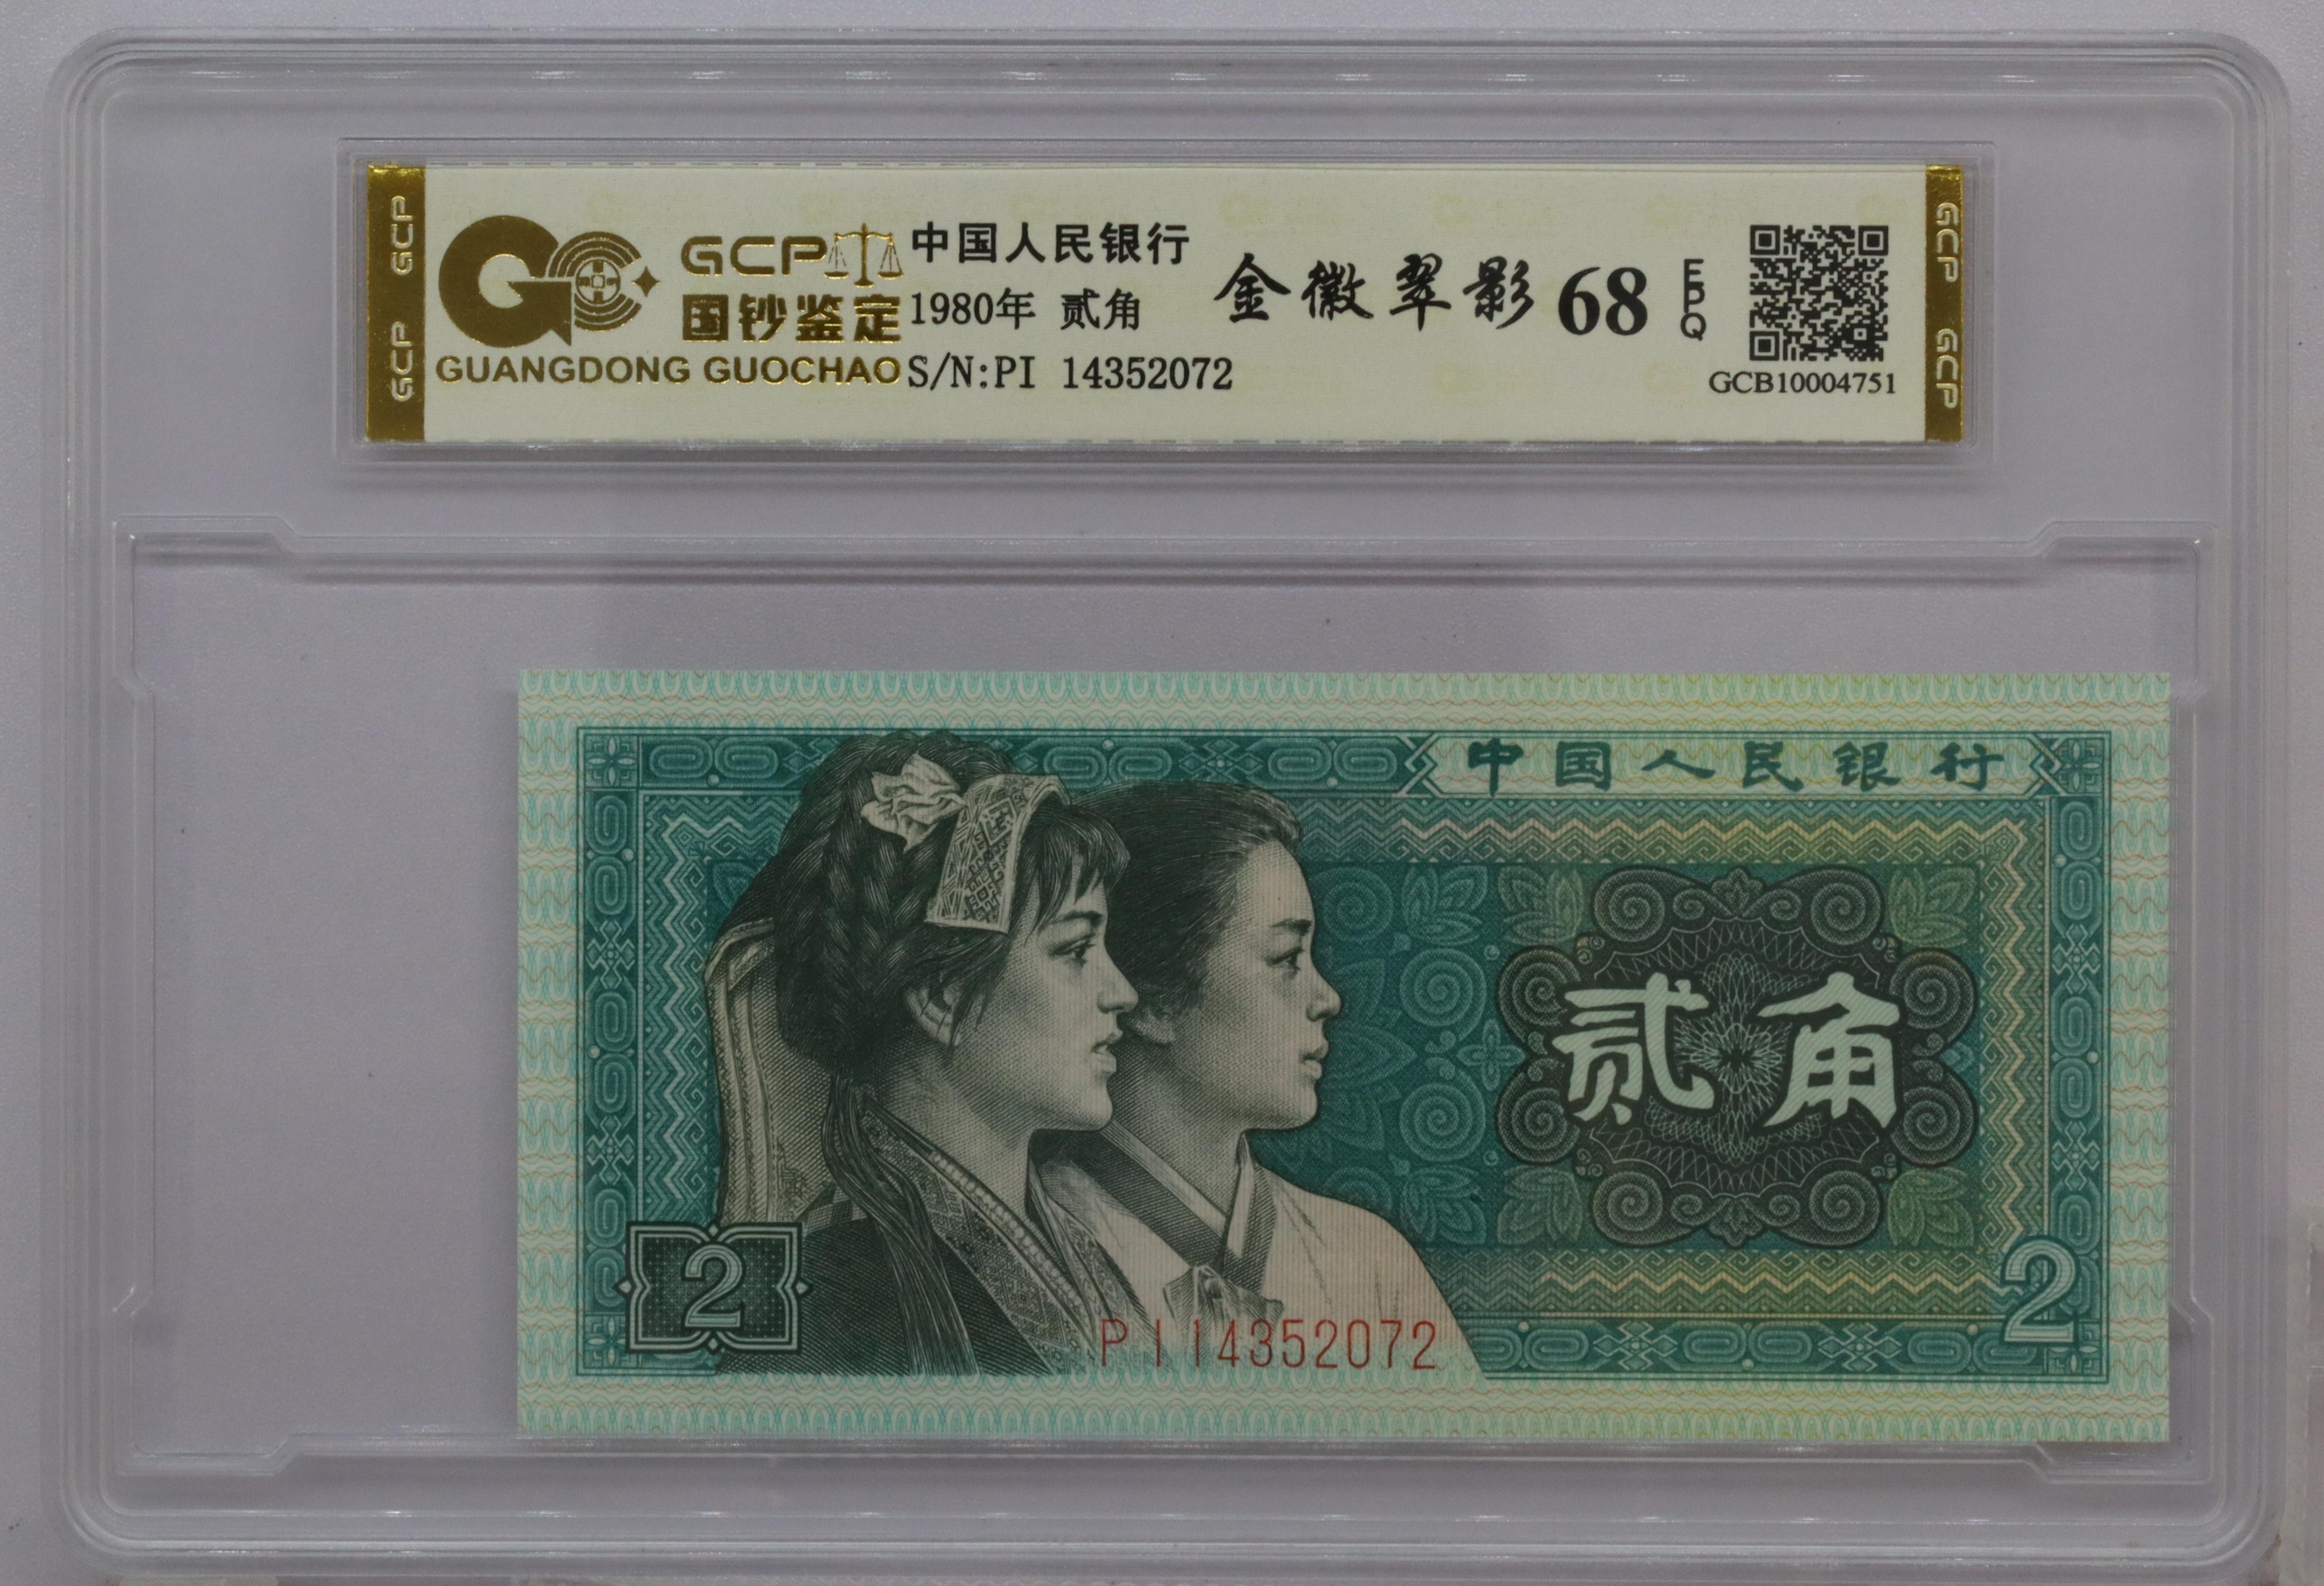 GCP GCP
GCP
国钞鉴定
GUANGDONG GUOCHAO
中国人民银行
1980年 贰角
S/N:PI 14352072
金徽翠影 68 EPQ
GCB10004751
GCP GCP
中国人民银行
贰角
2
2
PI14352072